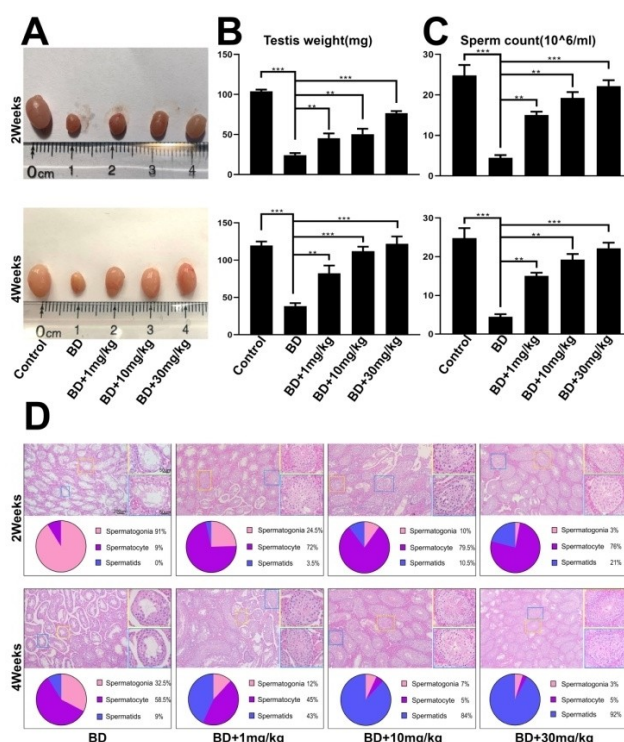 A
B
C
Testis weight(mg)
Sperm count(10^6/ml)
2Weeks
0cm 1 2 3 4
150
100
50
0
***
***
**
**
30
20
10
0
***
***
**
**
4Weeks
0cm 1 2 3 4
150
100
50
0
***
***
***
**
30
20
10
0
***
***
**
**
Control BD BD+1mg/kg BD+10mg/kg BD+30mg/kg
Control BD BD+1mg/kg BD+10mg/kg BD+30mg/kg
Control BD BD+1mg/kg BD+10mg/kg BD+30mg/kg
D
2Weeks
Spermatogonia 91%
Spermatocyte 9%
Spermatids 0%
Spermatogonia 24.5%
Spermatocyte 72%
Spermatids 3.5%
Spermatogonia 10%
Spermatocyte 79.5%
Spermatids 10.5%
Spermatogonia 3%
Spermatocyte 76%
Spermatids 21%
4Weeks
Spermatogonia 32.5%
Spermatocyte 58.5%
Spermatids 9%
Spermatogonia 12%
Spermatocyte 45%
Spermatids 43%
Spermatogonia 7%
Spermatocyte 5%
Spermatids 84%
Spermatogonia 3%
Spermatocyte 5%
Spermatids 92%
BD
BD+1mg/kg
BD+10mg/kg
BD+30mg/kg